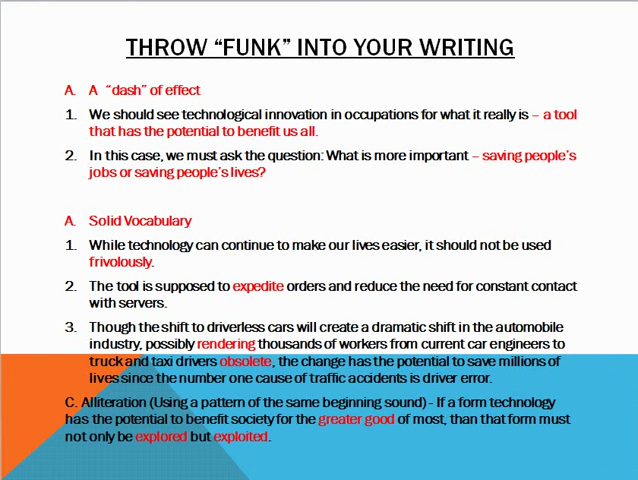 THROW “FUNK” INTO YOUR WRITING
A. A “dash” of effect
1. We should see technological innovation in occupations for what it really is – a tool
that has the potential to benefit us all.
2. In this case, we must ask the question: What is more important – saving people’s
jobs or saving people’s lives?
A. Solid Vocabulary
1. While technology can continue to make our lives easier, it should not be used
frivolously.
2. The tool is supposed to expedite orders and reduce the need for constant contact
with servers.
3. Though the shift to driverless cars will create a dramatic shift in the automobile
industry, possibly rendering thousands of workers from current car engineers to
truck and taxi drivers obsolete, the change has the potential to save millions of
lives since the number one cause of traffic accidents is driver error.
C. Alliteration (Using a pattern of the same beginning sound) - If a form technology
has the potential to benefit society for the greater good of most, than that form must
not only be explored but exploited.